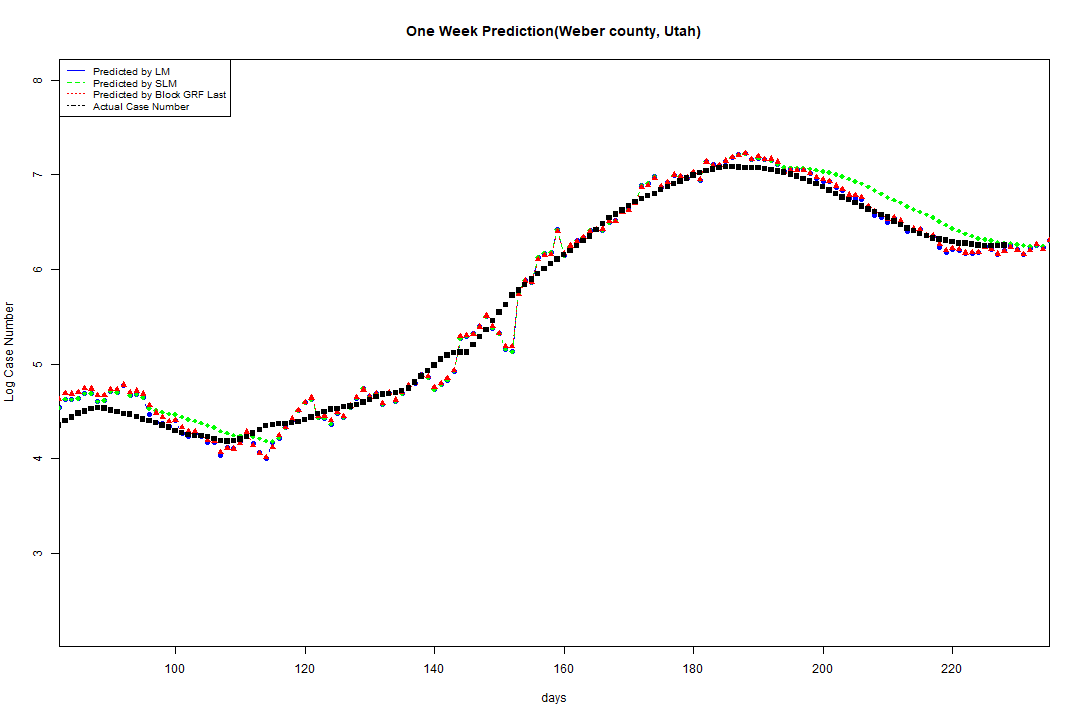 One Week Prediction(Weber county, Utah)
Predicted by LM
Predicted by SLM
Predicted by Block GRF Last
Actual Case Number
8
7
6
5
4
3
Log Case Number
100 120 140 160 180 200 220
days